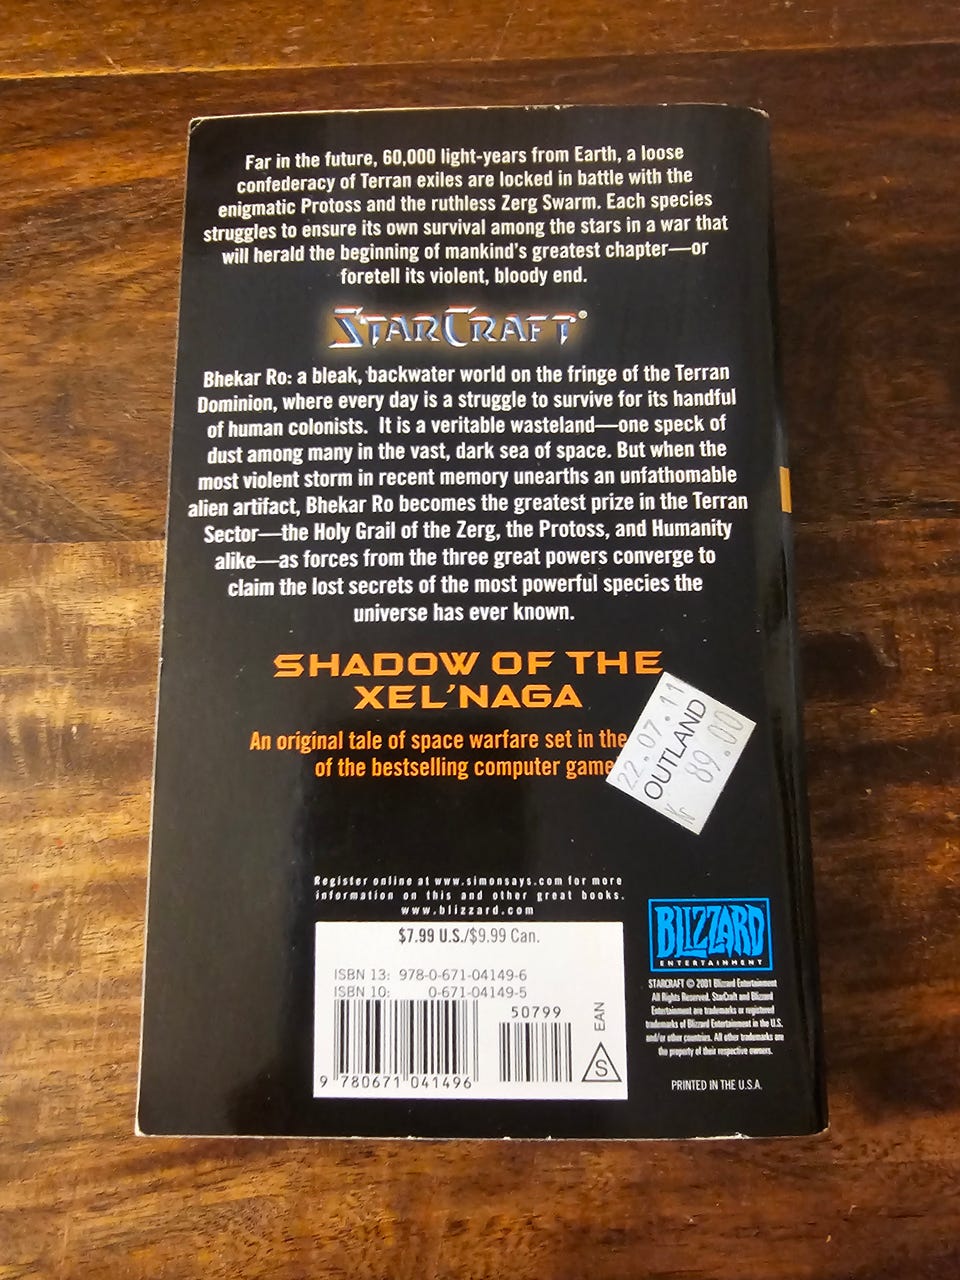 Far in the future, 60,000 light-years from Earth, a loose
confederacy of Terran exiles are locked in battle with the
enigmatic Protoss and the ruthless Zerg Swarm. Each species
struggles to ensure its own survival among the stars in a war that
will herald the beginning of mankind's greatest chapter—or
foretell its violent, bloody end.
STARCRAFT®
Bhekar Ro: a bleak, backwater world on the fringe of the Terran
Dominion, where every day is a struggle to survive for its handful
of human colonists. It is a veritable wasteland—one speck of
dust among many in the vast, dark sea of space. But when the
most violent storm in recent memory unearths an unfathomable
alien artifact, Bhekar Ro becomes the greatest prize in the Terran
Sector—the Holy Grail of the Zerg, the Protoss, and Humanity
alike—as forces from the three great powers converge to
claim the lost secrets of the most powerful species the
universe has ever known.
SHADOW OF THE
XEL'NAGA
An original tale of space warfare set in the
of the bestselling computer game
22.07.11
OUTLAND
Kr 89.00
Register online at www.simonsays.com for more
information on this and other great books.
www.blizzard.com
$7.99 U.S./$9.99 Can.
ISBN 13: 978-0-671-04149-6
ISBN 10: 0-671-04149-5
50799
EAN
S
9 780671 041496
BLIZZARD
ENTERTAINMENT
STARCRAFT © 2001 Blizzard Entertainment
All Rights Reserved. StarCraft and Blizzard
Entertainment are trademarks or registered
trademarks of Blizzard Entertainment in the U.S.
and/or other countries. All other trademarks are
the property of their respective owners.
PRINTED IN THE U.S.A.